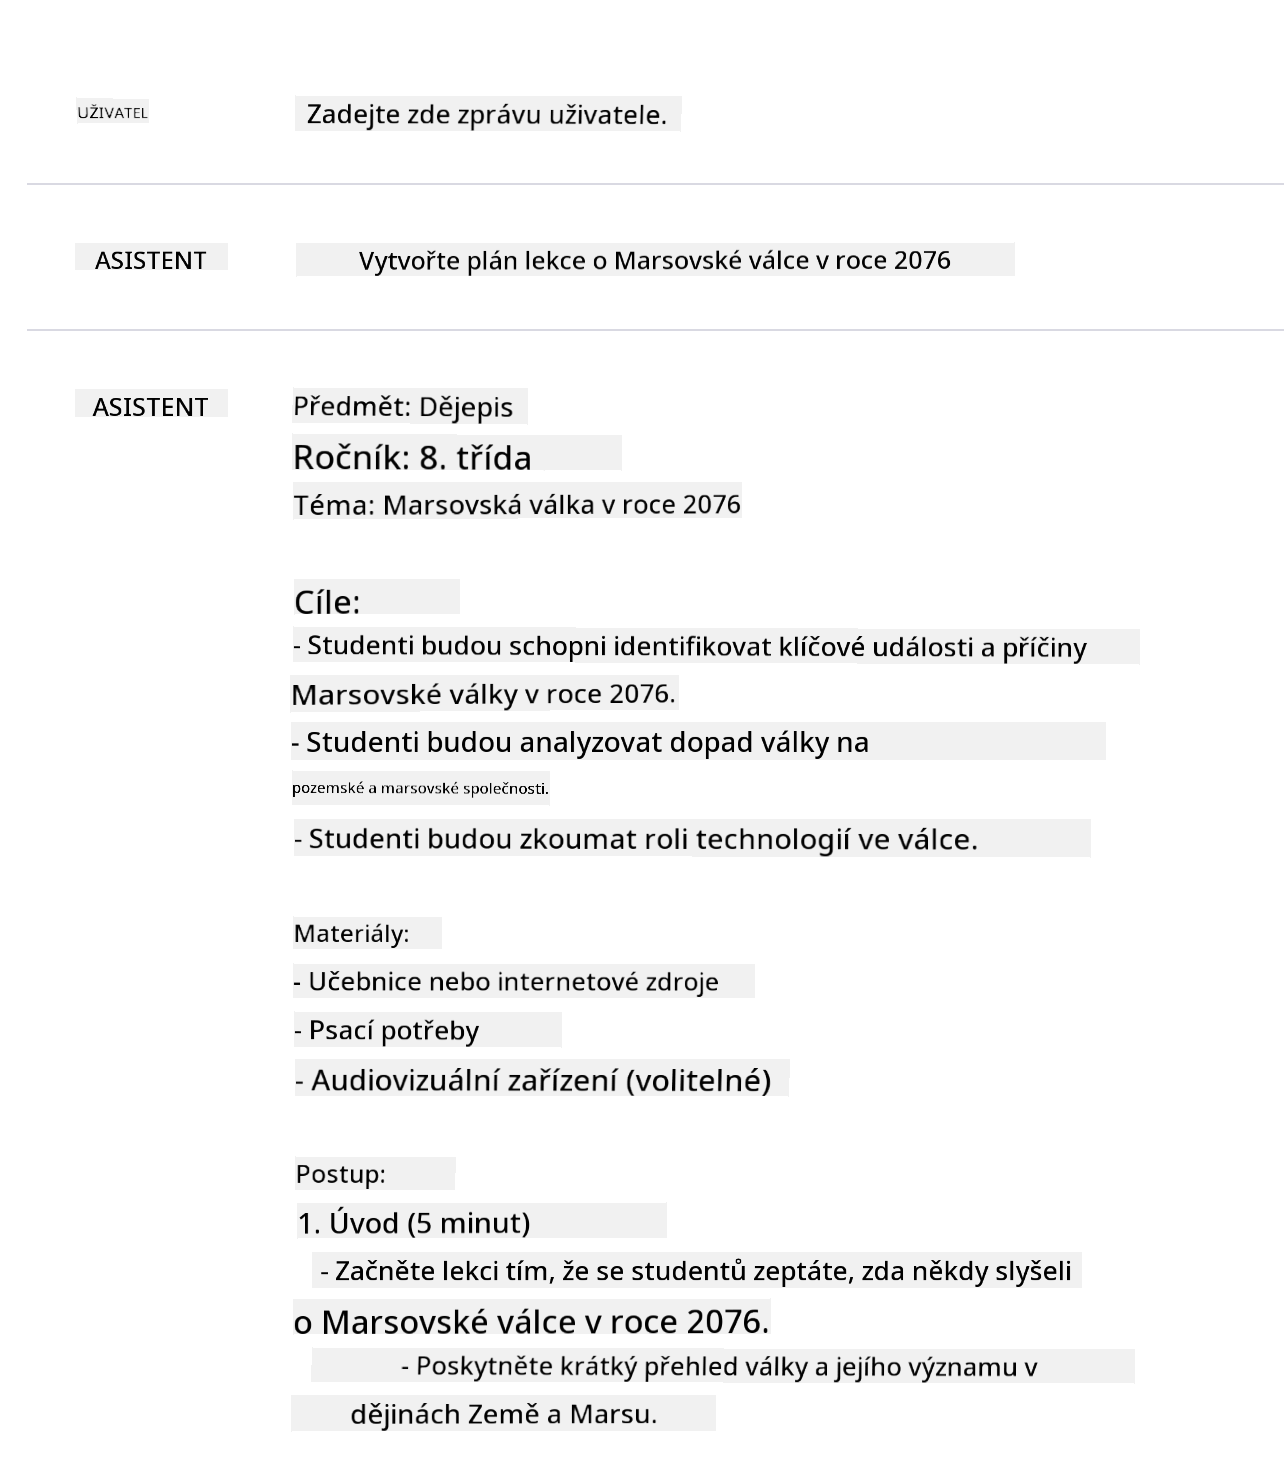 UŽIVATEL Zadejte zde zprávu uživatele.
ASISTENT Vytvořte plán lekce o Marsovské válce v roce 2076
ASISTENT Předmět: Dějepis
Ročník: 8. třída
Téma: Marsovská válka v roce 2076
Cíle:
- Studenti budou schopni identifikovat klíčové události a příčiny
Marsovské války v roce 2076.
- Studenti budou analyzovat dopad války na
pozemské a marsovské společnosti.
- Studenti budou zkoumat roli technologií ve válce.
Materiály:
- Učebnice nebo internetové zdroje
- Psací potřeby
- Audiovizuální zařízení (volitelné)
Postup:
1. Úvod (5 minut)
- Začněte lekci tím, že se studentů zeptáte, zda někdy slyšeli
o Marsovské válce v roce 2076.
- Poskytněte krátký přehled války a jejího významu v
dějinách Země a Marsu.